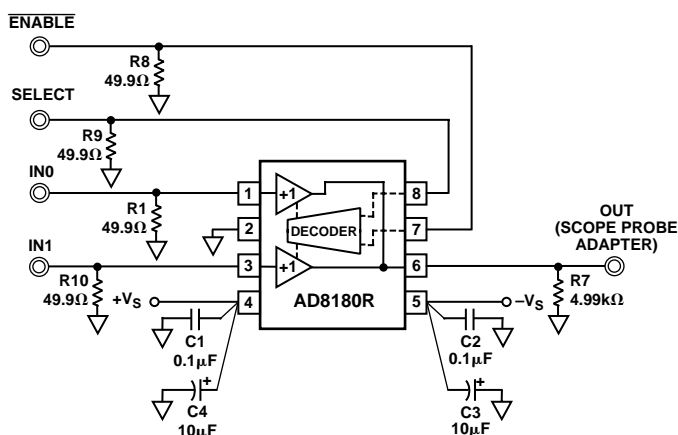 ENABLE
R8
49.9Ω
SELECT
R9
49.9Ω
IN0
R1
49.9Ω
IN1
R10
49.9Ω
+VS
C1
0.1μF
C4
+
10μF
1
2
3
4
+1
DECODER
+1
AD8180R
8
7
6
5
OUT
(SCOPE PROBE
ADAPTER)
R7
4.99kΩ
–VS
C2
0.1μF
+
C3
10μF